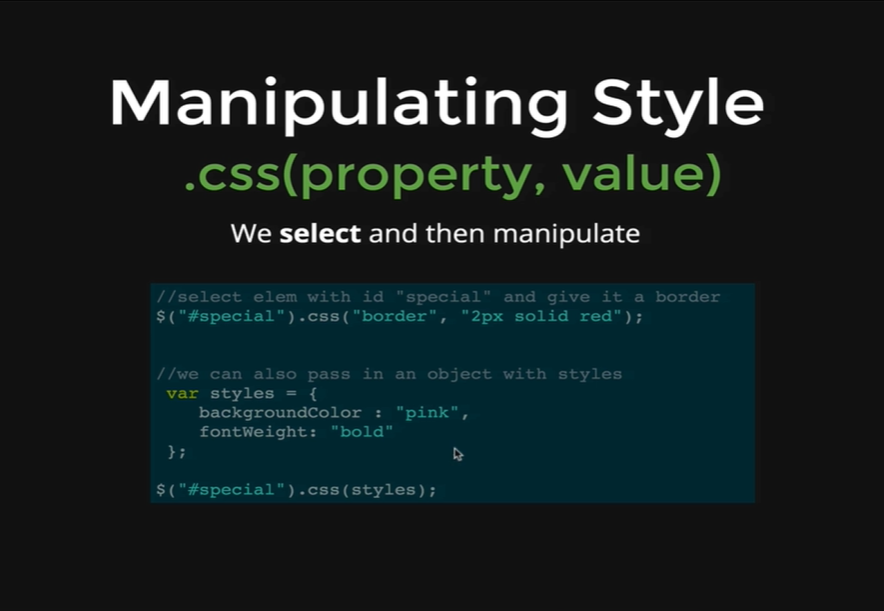 Manipulating Style
.css(property, value)
We select and then manipulate
//select elem with id "special" and give it a border
$("#special").css("border", "2px solid red");
//we can also pass in an object with styles
var styles = {
backgroundColor : "pink",
fontWeight: "bold"
};
$("#special").css(styles);